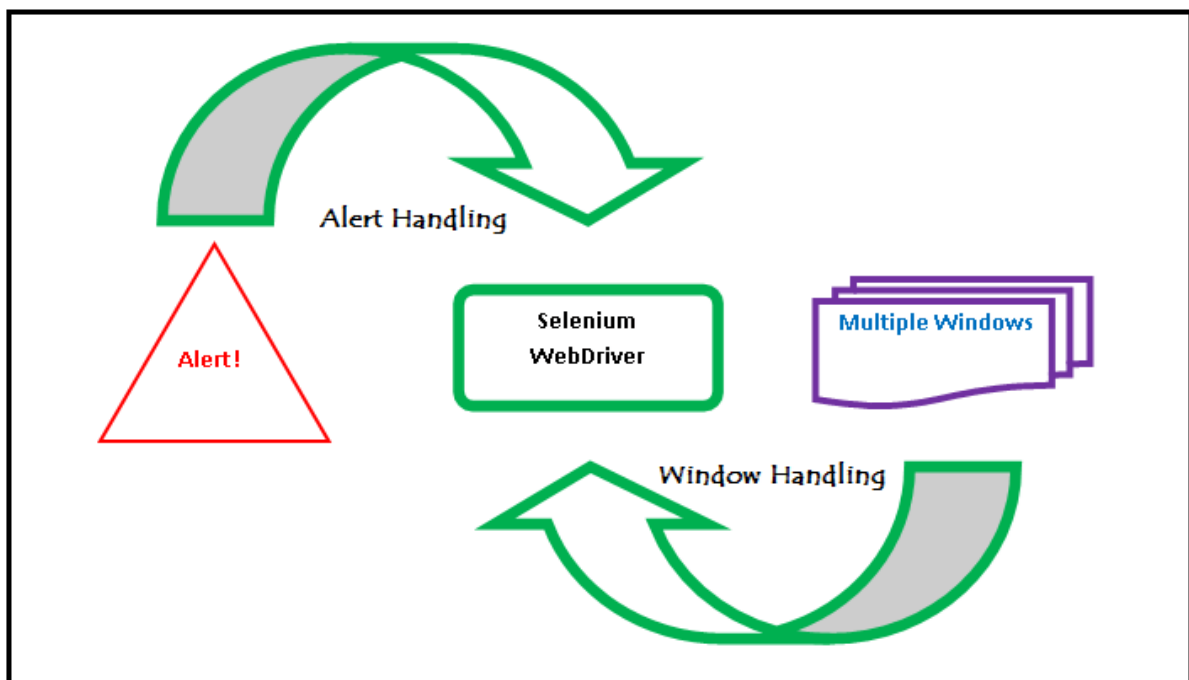 Alert Handling
Alert!
Selenium
WebDriver
Multiple Windows
Window Handling